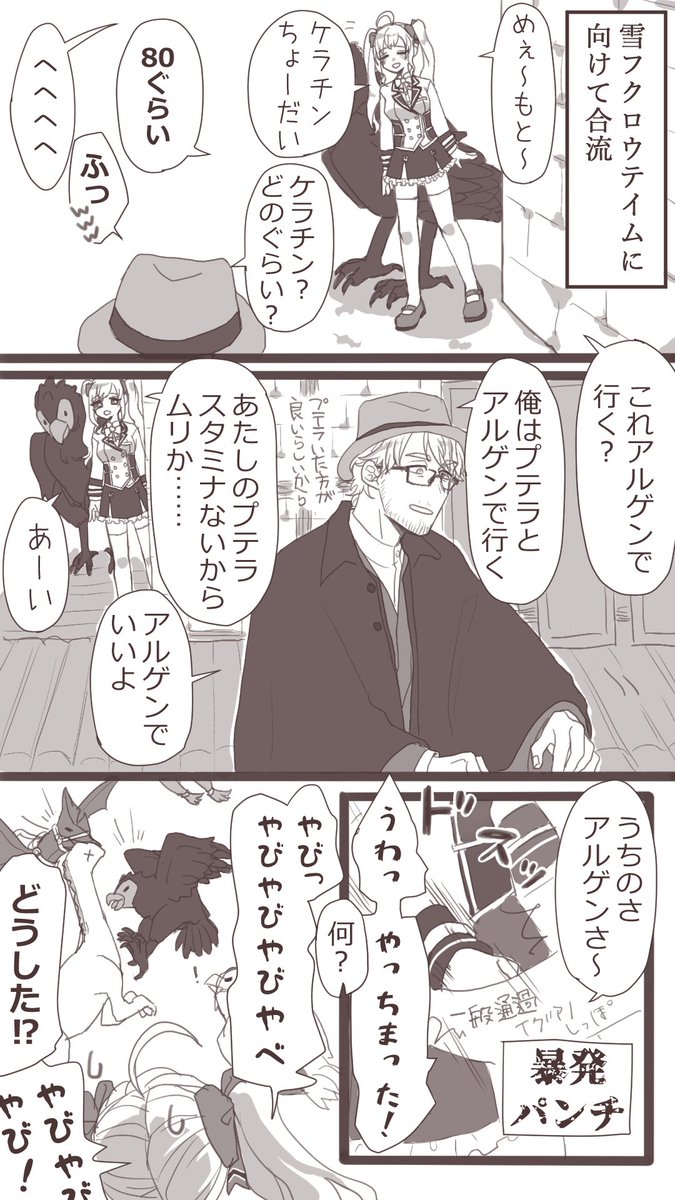 雪フクロウテイムに
向けて合流
めぇ～もと～
ケラチン
ちょーだい
ケラチン？
どのぐらい？
80ぐらい
ふっ
へへへへ
これアルゲンで
行く？
俺はプテラと
アルゲンで行く
プテラいた方が
良いらしいから
あたしのプテラ
スタミナないから
ムリか……
アルゲンで
いいよ
あーい
うちのさ
アルゲンさ～
ドスッ
うわっ やっちまった！
一般通過
イグアノ
しっぽ
暴発
パンチ
何？
やびっ
やびやびやびやべ
どうした!?
やびやび
やび！